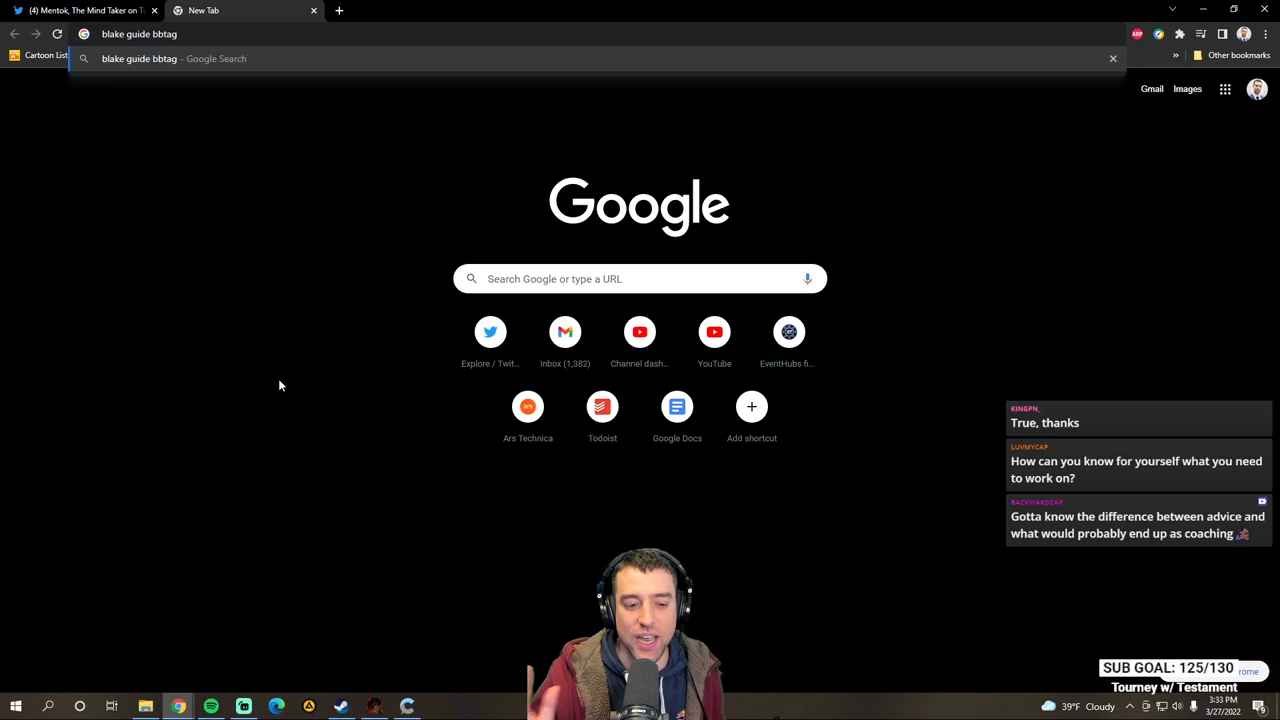 (4) Mentok, The Mind Taker on T
New Tab
blake guide bbtag
Cartoon List
blake guide bbtag - Google Search
Other bookmarks
Gmail
Images
Google
Search Google or type a URL
Explore / Twit...
Inbox (1,382)
Channel dash...
YouTube
EventHubs fi...
Ars Technica
Todoist
Google Docs
Add shortcut
KINGPN_
True, thanks
LUVMYCAP
How can you know for yourself what you need
to work on?
BACKWARDCAP
Gotta know the difference between advice and
what would probably end up as coaching
SUB GOAL: 125/130
rome
Tourney w/ Testament
39°F Cloudy
3:33 PM
3/27/2022